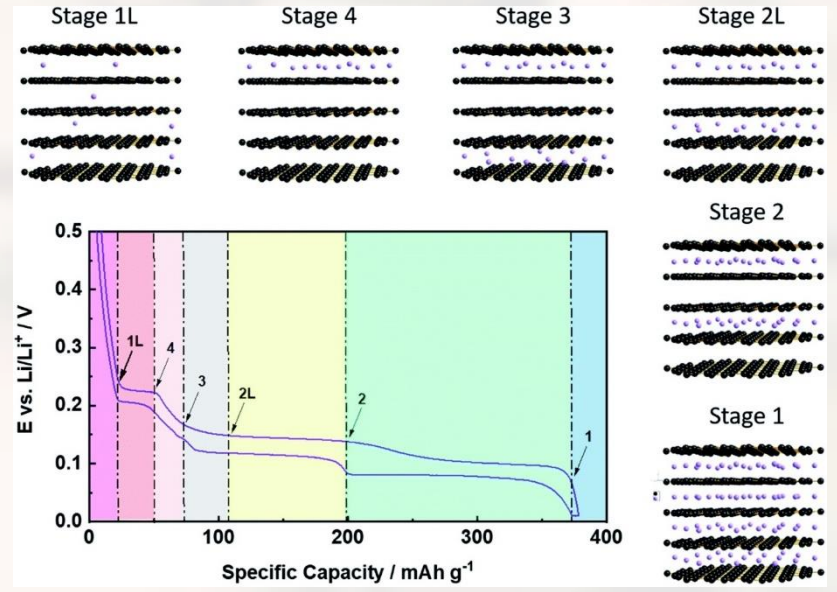 Stage 1L
Stage 4
Stage 3
Stage 2L
Stage 2
Stage 1
E vs. Li/Li⁺ / V
0.5
0.4
0.3
0.2
0.1
0.0
1L
4
3
2L
2
1
0
100
200
300
400
Specific Capacity / mAh g⁻¹